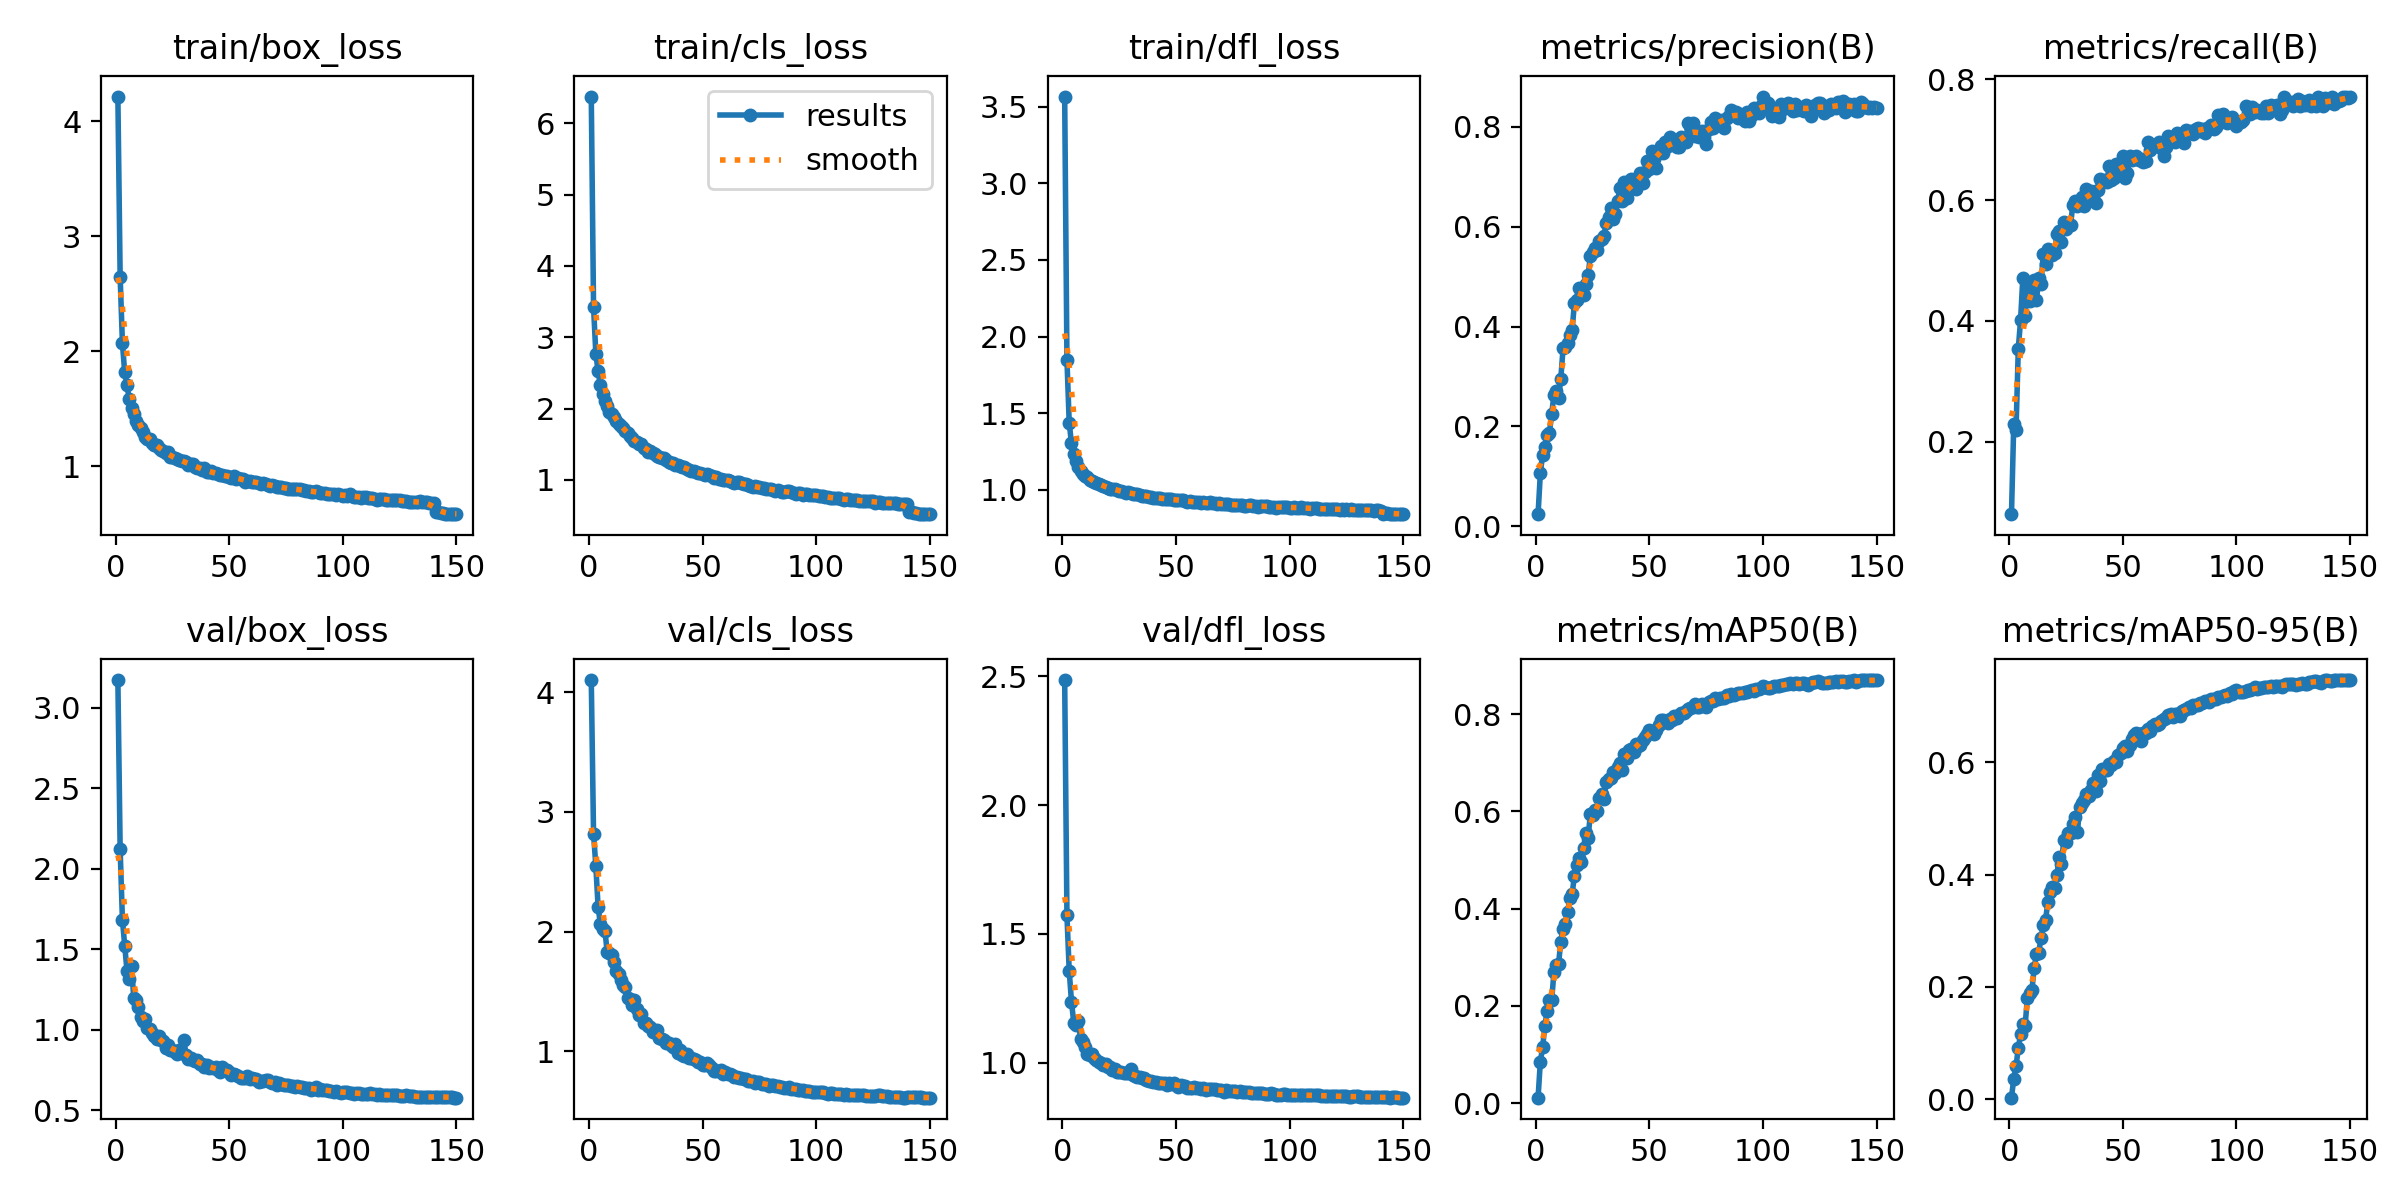 train/box_loss
4
3
2
1
0 50 100 150
train/cls_loss
results
smooth
6
5
4
3
2
1
0 50 100 150
train/dfl_loss
3.5
3.0
2.5
2.0
1.5
1.0
0 50 100 150
metrics/precision(B)
0.8
0.6
0.4
0.2
0.0
0 50 100 150
metrics/recall(B)
0.8
0.6
0.4
0.2
0 50 100 150
val/box_loss
3.0
2.5
2.0
1.5
1.0
0.5
0 50 100 150
val/cls_loss
4
3
2
1
0 50 100 150
val/dfl_loss
2.5
2.0
1.5
1.0
0 50 100 150
metrics/mAP50(B)
0.8
0.6
0.4
0.2
0.0
0 50 100 150
metrics/mAP50-95(B)
0.6
0.4
0.2
0.0
0 50 100 150